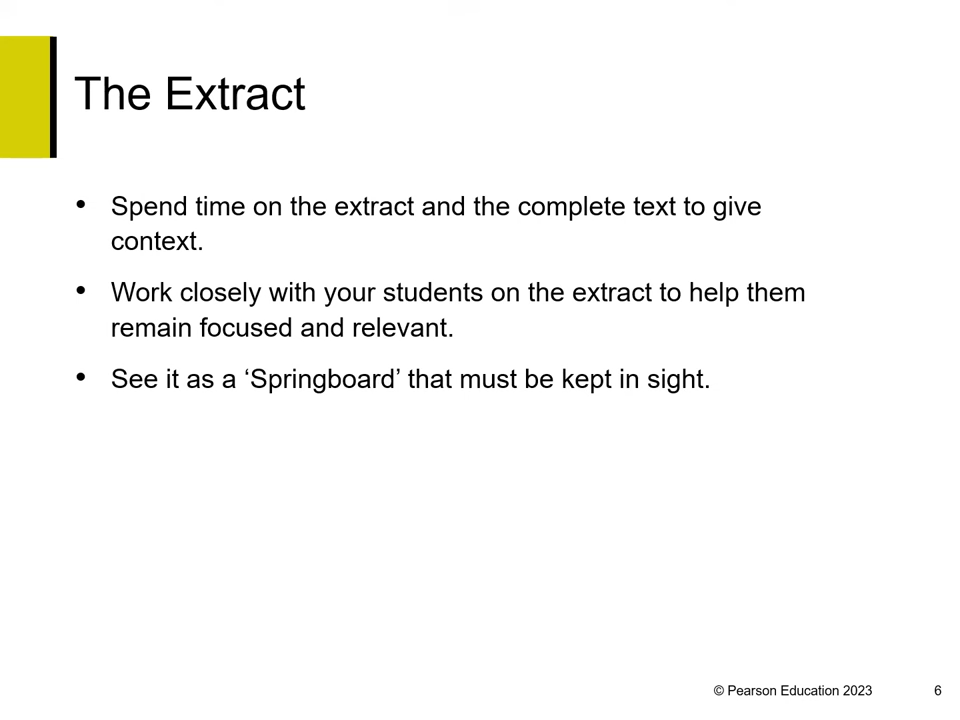 The Extract
• Spend time on the extract and the complete text to give
context.
• Work closely with your students on the extract to help them
remain focused and relevant.
• See it as a ‘Springboard’ that must be kept in sight.
© Pearson Education 2023 6